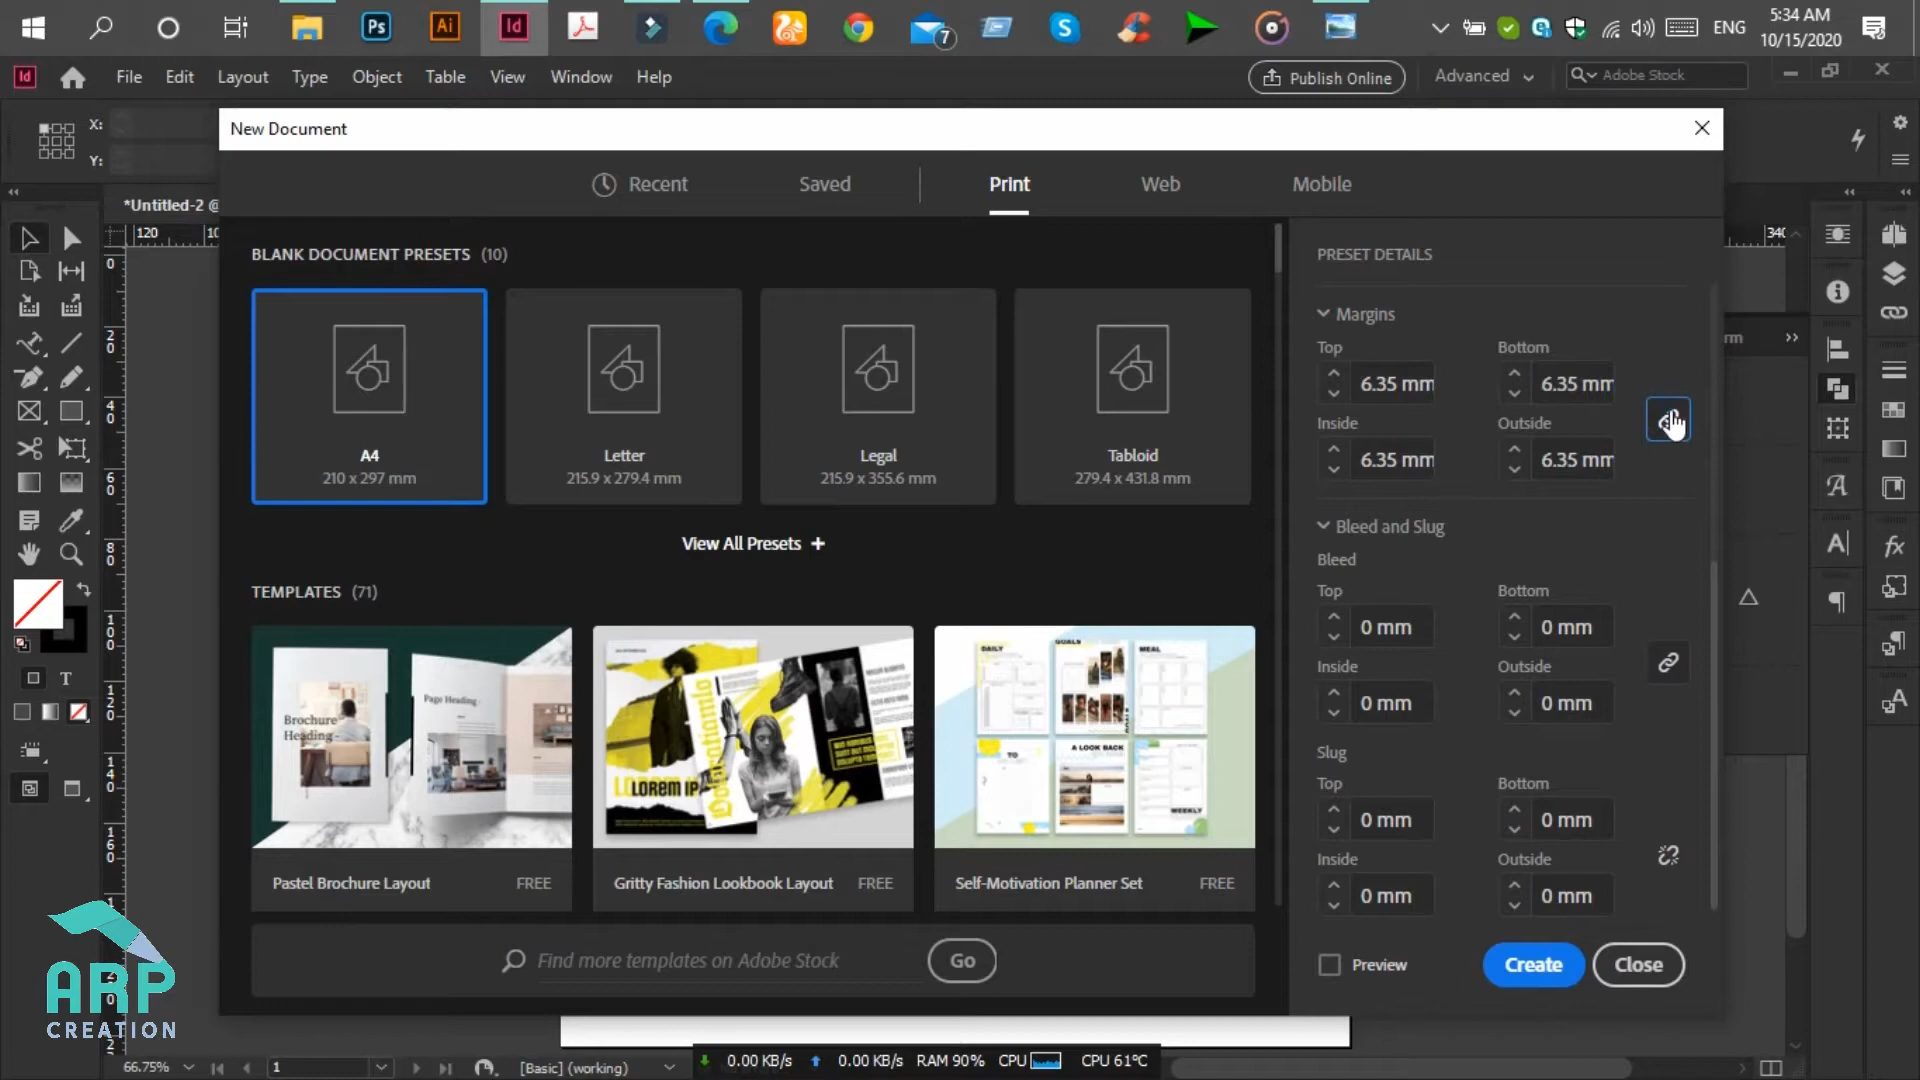 7
ENG
5:34 AM
10/15/2020
Ps
Ai
Id
Id
File Edit Layout Type Object Table View Window Help
Publish Online
Advanced
Adobe Stock
X:
Y:
New Document
Recent
Saved
Print
Web
Mobile
*Untitled-2 @
120
340
BLANK DOCUMENT PRESETS (10)
A4
210 x 297 mm
Letter
215.9 x 279.4 mm
Legal
215.9 x 355.6 mm
Tabloid
279.4 x 431.8 mm
View All Presets +
TEMPLATES (71)
Brochure
Heading -
Page Heading -
LOREM IP
DAILY
GOALS
MEAL
TO
A LOOK BACK
WEEKLY
Pastel Brochure Layout FREE
Gritty Fashion Lookbook Layout FREE
Self-Motivation Planner Set FREE
Find more templates on Adobe Stock
Go
PRESET DETAILS
Margins
Top
Bottom
6.35 mm
6.35 mm
Inside
Outside
6.35 mm
6.35 mm
Bleed and Slug
Bleed
Top
Bottom
0 mm
0 mm
Inside
Outside
0 mm
0 mm
Slug
Top
Bottom
0 mm
0 mm
Inside
Outside
0 mm
0 mm
Preview
Create
Close
ARP
CREATION
66.75%
1
[Basic] (working)
0.00 KB/s
0.00 KB/s
RAM 90%
CPU
CPU 61°C